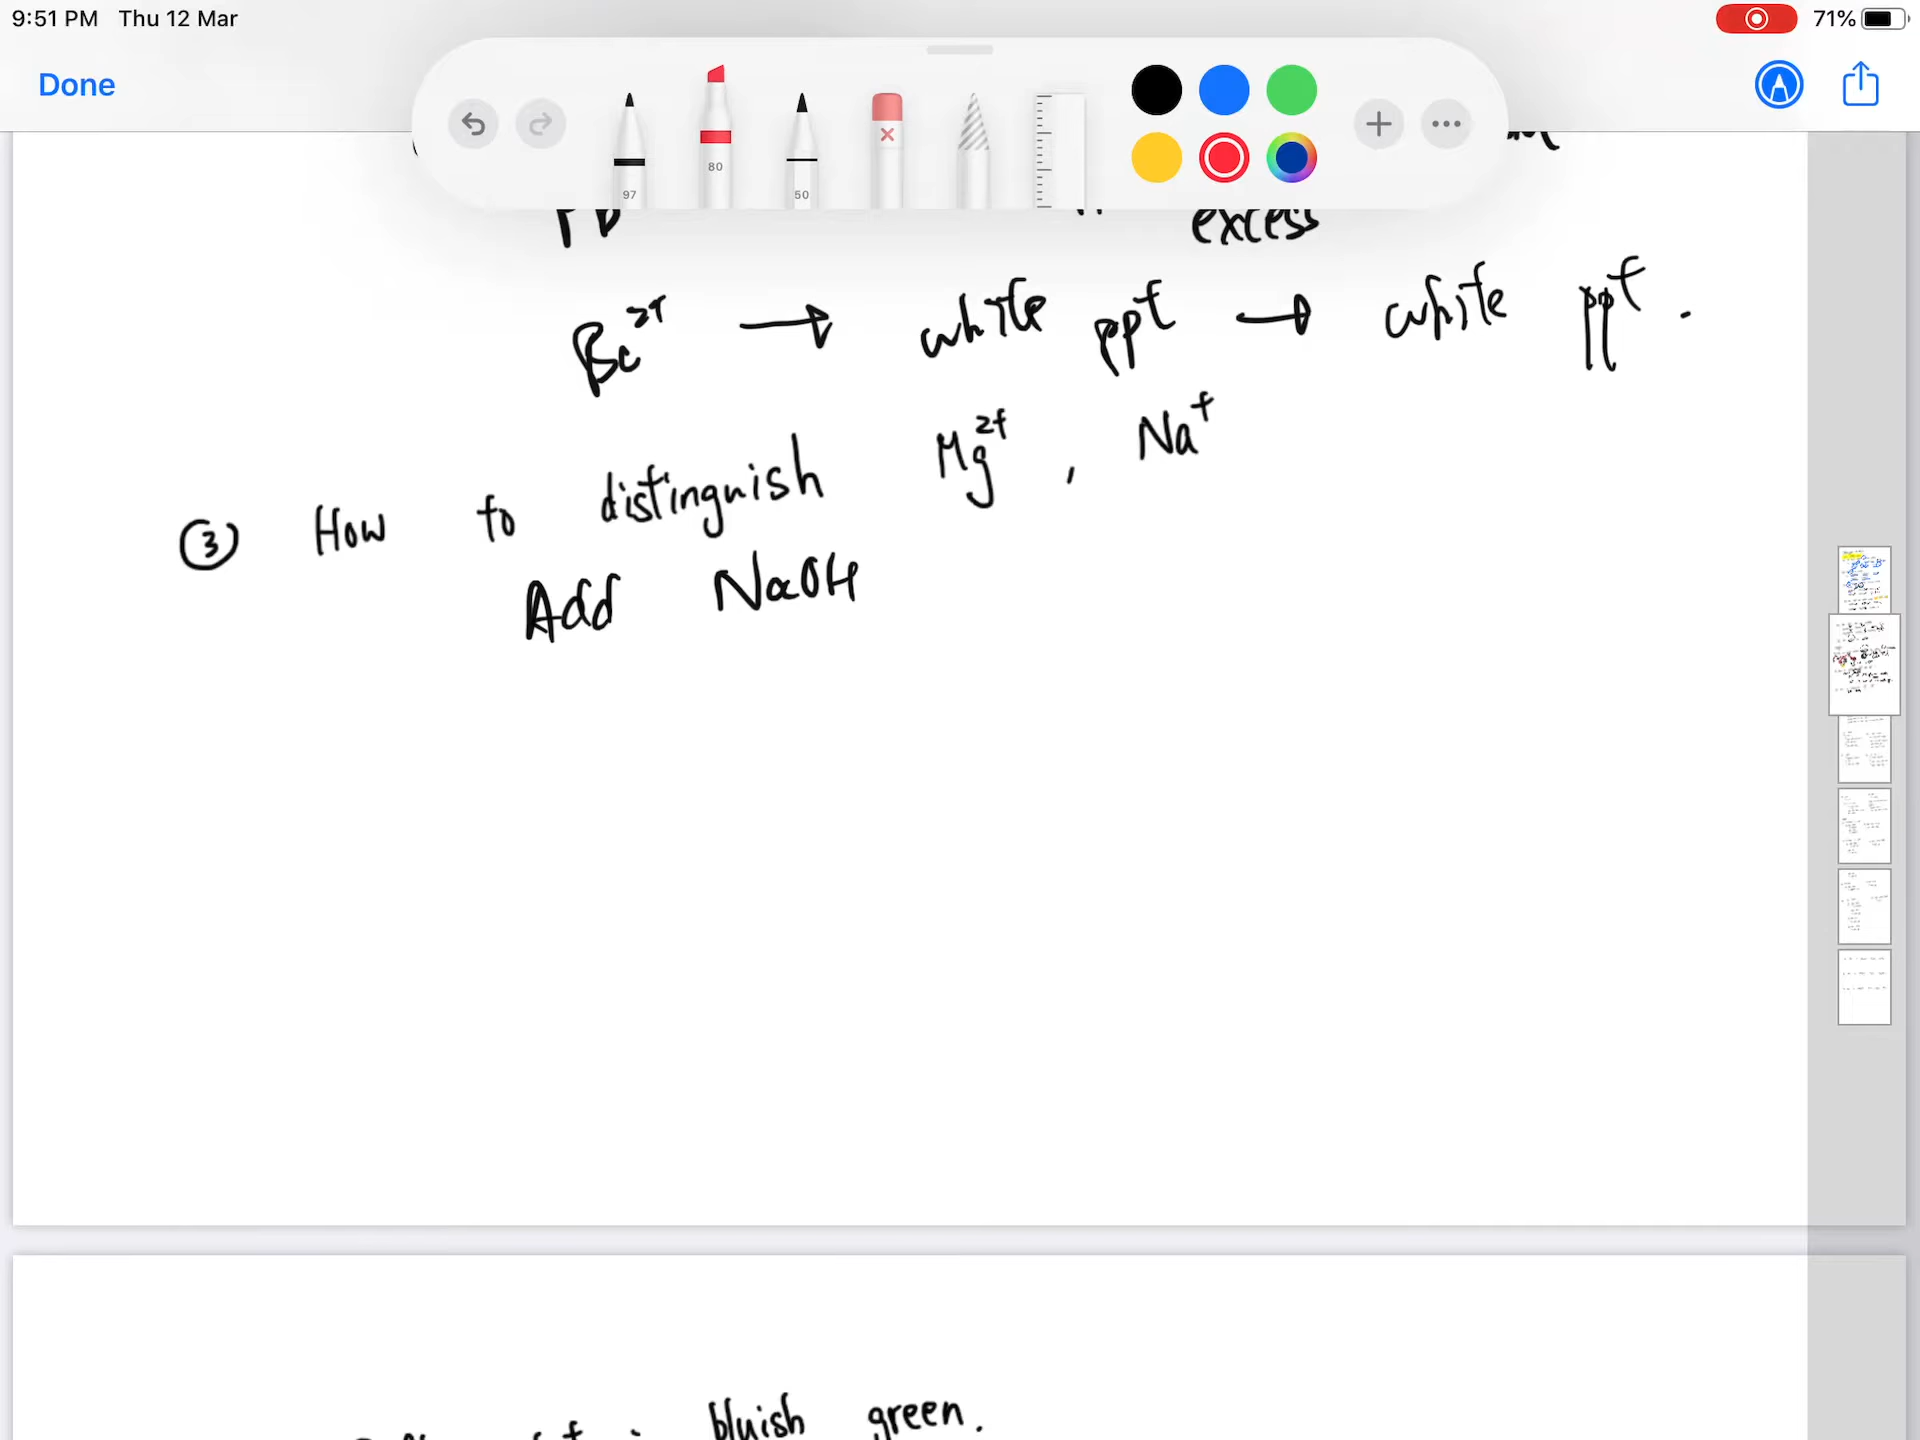 9:51 PM Thu 12 Mar 71%
Done
97 80 50
excess
Ba²⁺ → white ppt → white ppt.
③ How to distinguish Mg²⁺, Na⁺
Add NaOH
bluish green.